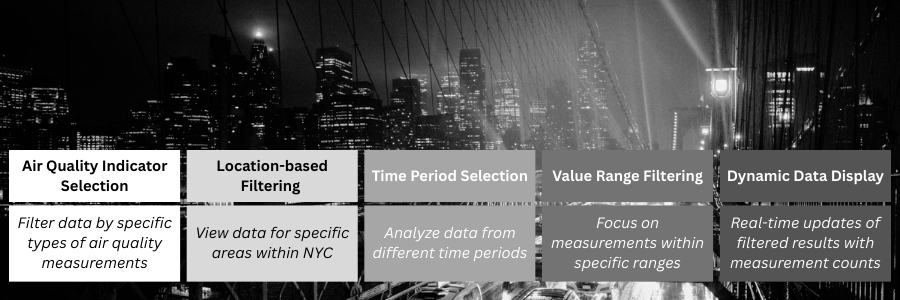 Air Quality Indicator
Selection
Filter data by specific
types of air quality
measurements
Location-based
Filtering
View data for specific
areas within NYC
Time Period Selection
Analyze data from
different time periods
Value Range Filtering
Focus on
measurements within
specific ranges
Dynamic Data Display
Real-time updates of
filtered results with
measurement counts